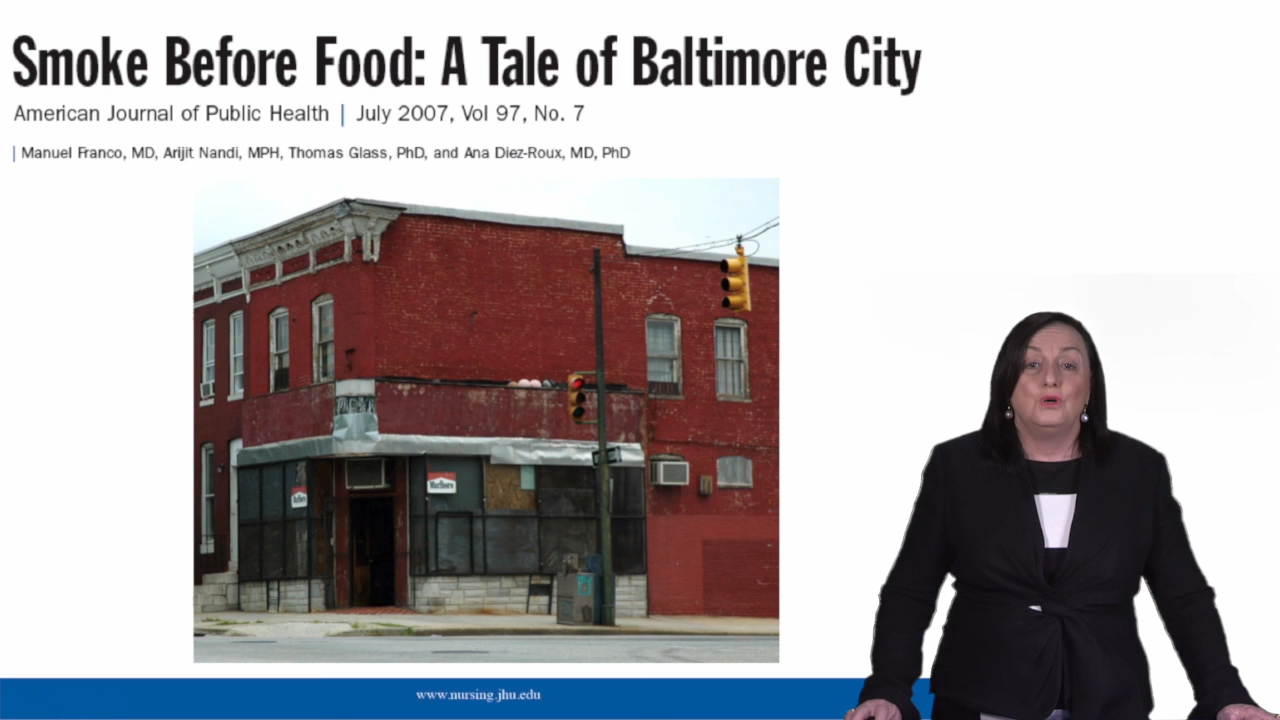 Smoke Before Food: A Tale of Baltimore City
American Journal of Public Health | July 2007, Vol 97, No. 7
| Manuel Franco, MD, Arijit Nandi, MPH, Thomas Glass, PhD, and Ana Diez-Roux, MD, PhD
Marlboro
www.nursing.jhu.edu